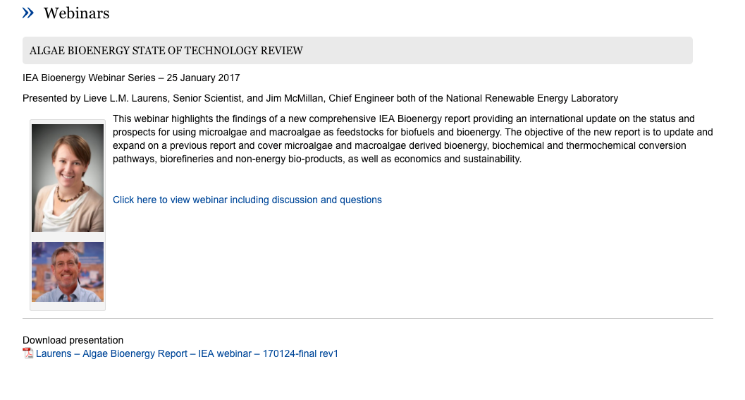 Webinars
ALGAE BIOENERGY STATE OF TECHNOLOGY REVIEW
IEA Bioenergy Webinar Series – 25 January 2017
Presented by Lieve L.M. Laurens, Senior Scientist, and Jim McMillan, Chief Engineer both of the National Renewable Energy Laboratory
This webinar highlights the findings of a new comprehensive IEA Bioenergy report providing an international update on the status and
prospects for using microalgae and macroalgae as feedstocks for biofuels and bioenergy. The objective of the new report is to update and
expand on a previous report and cover microalgae and macroalgae derived bioenergy, biochemical and thermochemical conversion
pathways, biorefineries and non-energy bio-products, as well as economics and sustainability.
Click here to view webinar including discussion and questions
Download presentation
Laurens – Algae Bioenergy Report – IEA webinar – 170124-final rev1